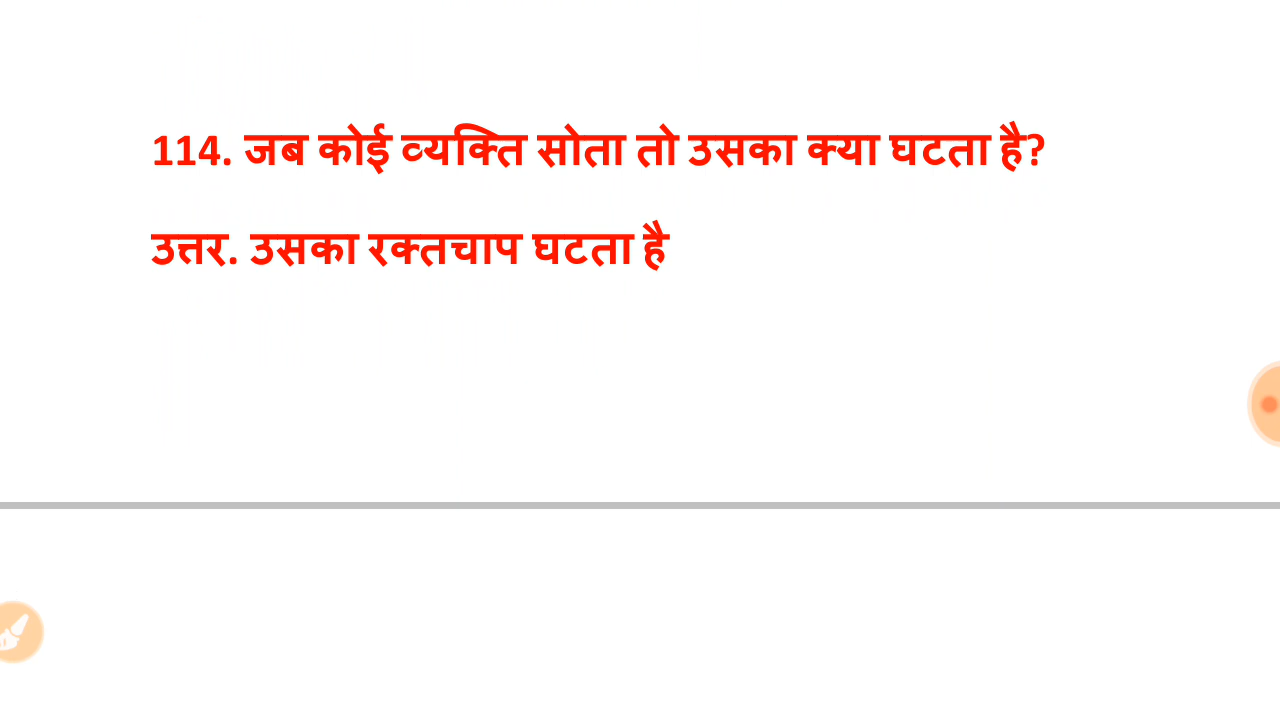 114. जब कोई व्यक्ति सोता तो उसका क्या घटता है?
उत्तर. उसका रक्तचाप घटता है